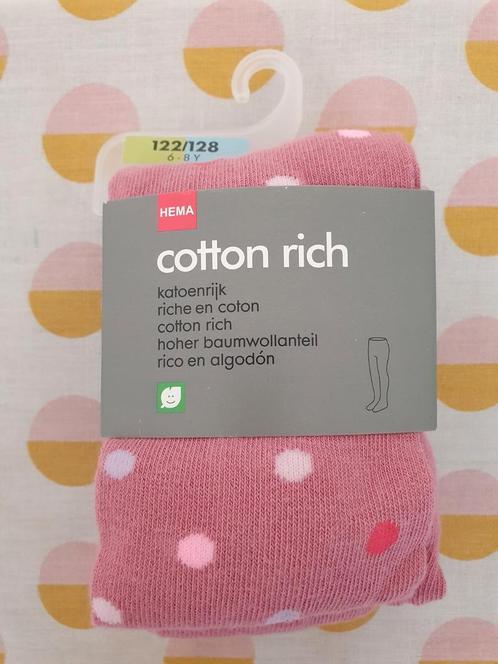 122/128
6 - 8 Y
HEMA
cotton rich
katoenrijk
riche en coton
cotton rich
hoher baumwollanteil
rico en algodón